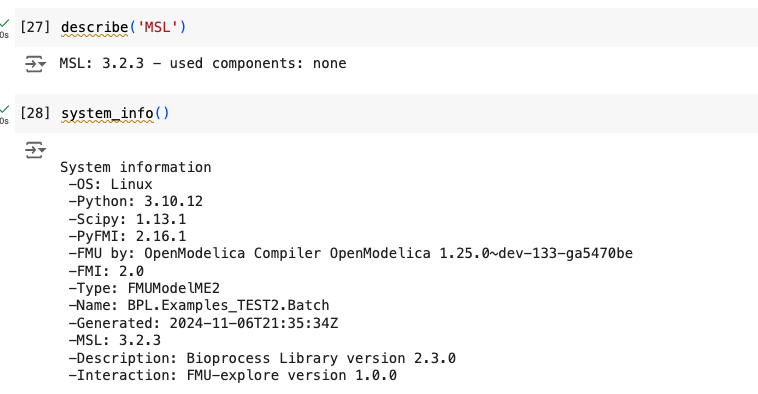 0s
[27] describe('MSL')
MSL: 3.2.3 – used components: none
0s
[28] system_info()
System information
-OS: Linux
-Python: 3.10.12
-Scipy: 1.13.1
-PyFMI: 2.16.1
-FMU by: OpenModelica Compiler OpenModelica 1.25.0~dev-133-ga5470be
-FMI: 2.0
-Type: FMUModelME2
-Name: BPL.Examples_TEST2.Batch
-Generated: 2024-11-06T21:35:34Z
-MSL: 3.2.3
-Description: Bioprocess Library version 2.3.0
-Interaction: FMU-explore version 1.0.0